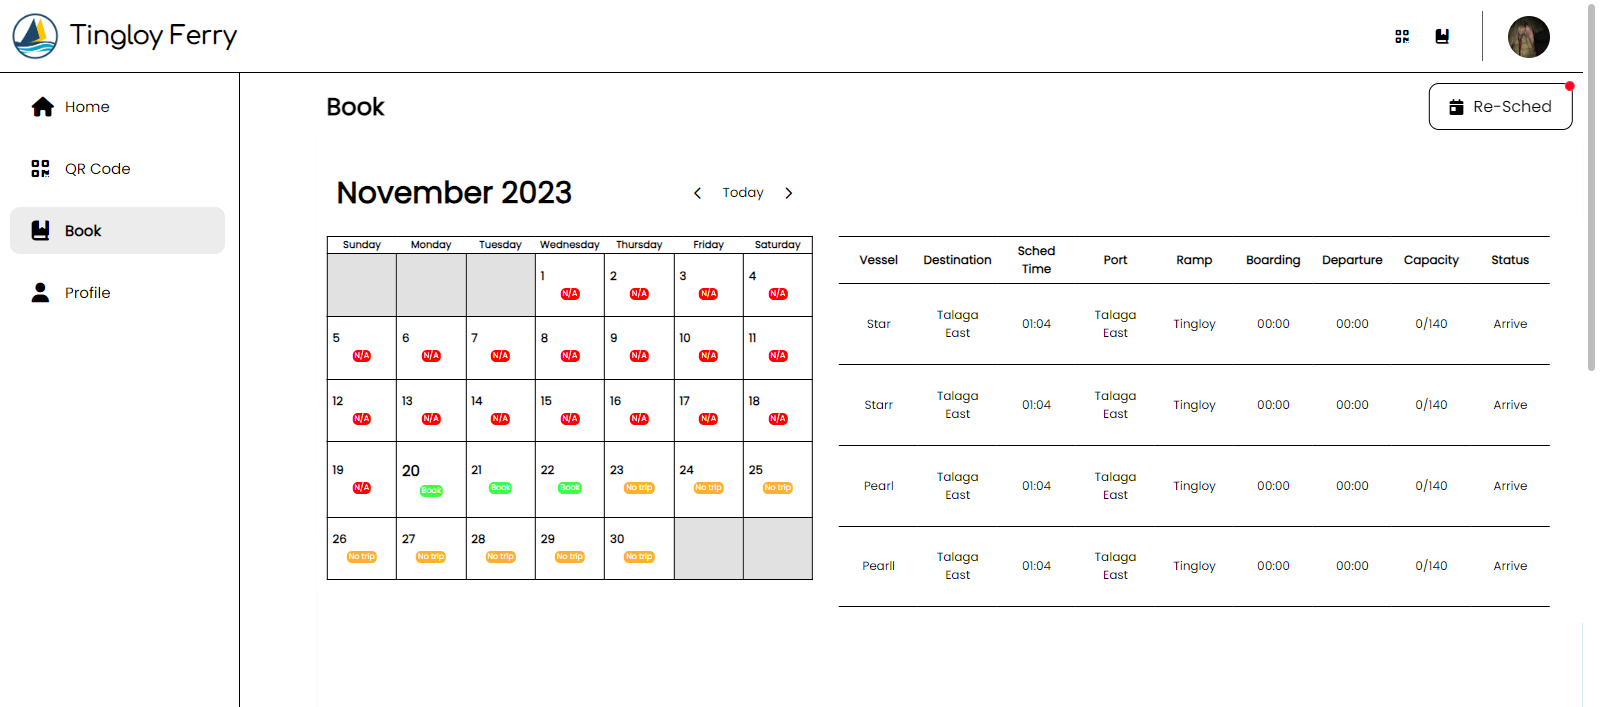 Tingloy Ferry
Home
QR Code
Book
Profile
Book
Re-Sched
November 2023
Today
Sunday Monday Tuesday Wednesday Thursday Friday Saturday
1 2 3 4
N/A N/A N/A N/A
5 6 7 8 9 10 11
N/A N/A N/A N/A N/A N/A N/A
12 13 14 15 16 17 18
N/A N/A N/A N/A N/A N/A N/A
19 20 21 22 23 24 25
N/A Book Book Book No trip No trip No trip
26 27 28 29 30
No trip No trip No trip No trip No trip
Vessel Destination Sched Time Port Ramp Boarding Departure Capacity Status
Star Talaga East 01:04 Talaga East Tingloy 00:00 00:00 0/140 Arrive
Starr Talaga East 01:04 Talaga East Tingloy 00:00 00:00 0/140 Arrive
Pearl Talaga East 01:04 Talaga East Tingloy 00:00 00:00 0/140 Arrive
Pearll Talaga East 01:04 Talaga East Tingloy 00:00 00:00 0/140 Arrive